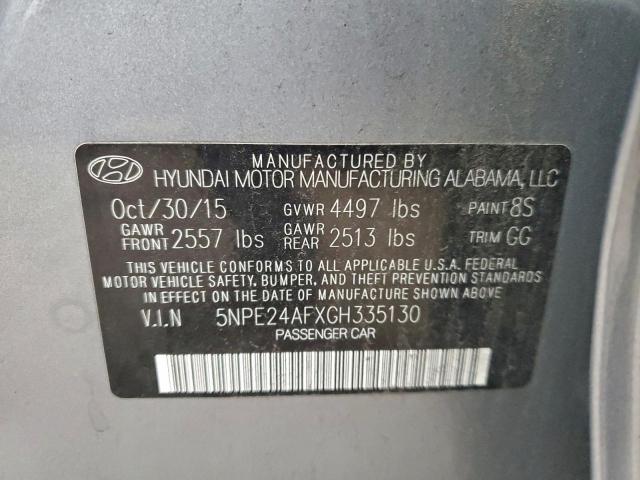 MANUFACTURED BY
HYUNDAI MOTOR MANUFACTURING ALABAMA, LLC
Oct/30/15 GVWR 4497 lbs PAINT 8S
GAWR FRONT 2557 lbs GAWR REAR 2513 lbs TRIM GG
THIS VEHICLE CONFORMS TO ALL APPLICABLE U.S.A. FEDERAL
MOTOR VEHICLE SAFETY, BUMPER, AND THEFT PREVENTION STANDARDS
IN EFFECT ON THE DATE OF MANUFACTURE SHOWN ABOVE.
V.I.N 5NPE24AFXGH335130
PASSENGER CAR